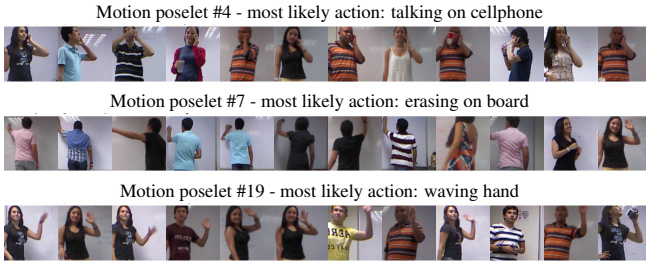 Motion poselet #4 - most likely action: talking on cellphone
Motion poselet #7 - most likely action: erasing on board
Motion poselet #19 - most likely action: waving hand